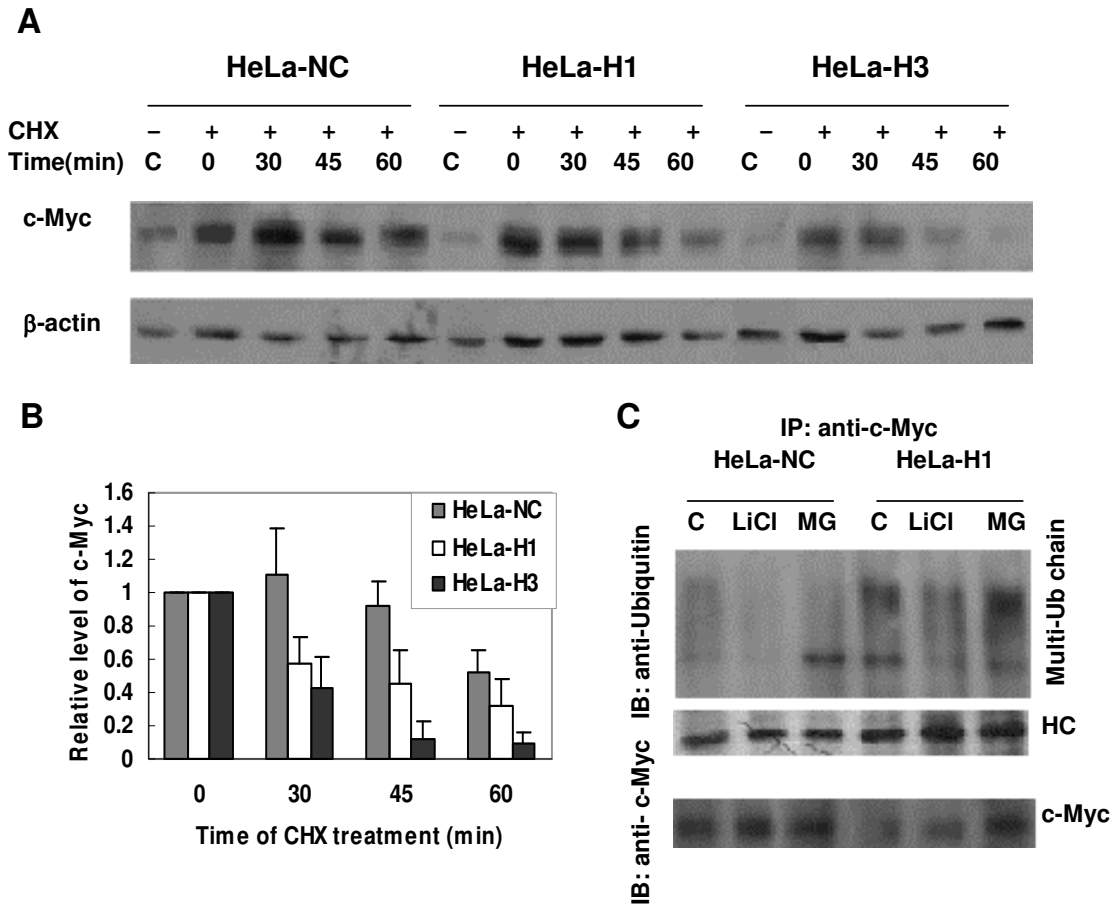 A
HeLa-NC HeLa-H1 HeLa-H3
CHX − + + + + − + + + + − + + + +
Time(min) C 0 30 45 60 C 0 30 45 60 C 0 30 45 60
c-Myc
β-actin
B
Relative level of c-Myc
1.6
1.4
1.2
1
0.8
0.6
0.4
0.2
0
HeLa-NC
HeLa-H1
HeLa-H3
0 30 45 60
Time of CHX treatment (min)
C
IP: anti-c-Myc
HeLa-NC HeLa-H1
C LiCl MG C LiCl MG
IB: anti-Ubiquitin
Multi-Ub chain
HC
IB: anti- c-Myc
c-Myc